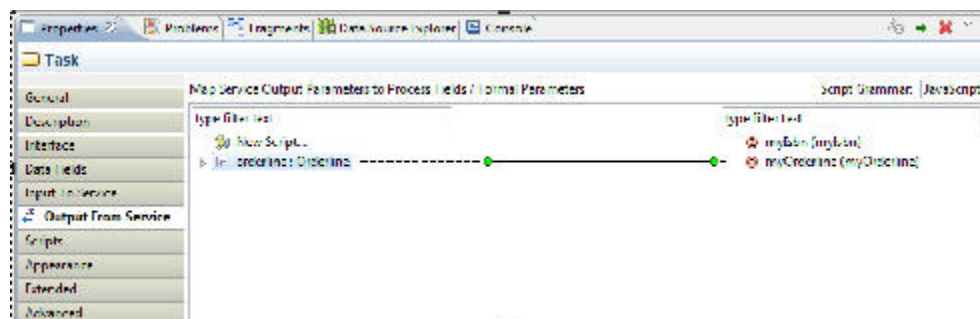 Properties Problems Fragments Data Source Explorer Console
Task
Map Service Output Parameters to Process Fields / Formal Parameters Script Grammar: JavaScript
General
Description
Interface
Data Fields
Input To Service
Output From Service
Scripts
Appearance
Extended
Advanced
type filter text type filter text
New Script... myIsbn (myIsbn)
orderline : Orderline myOrderline (myOrderline)